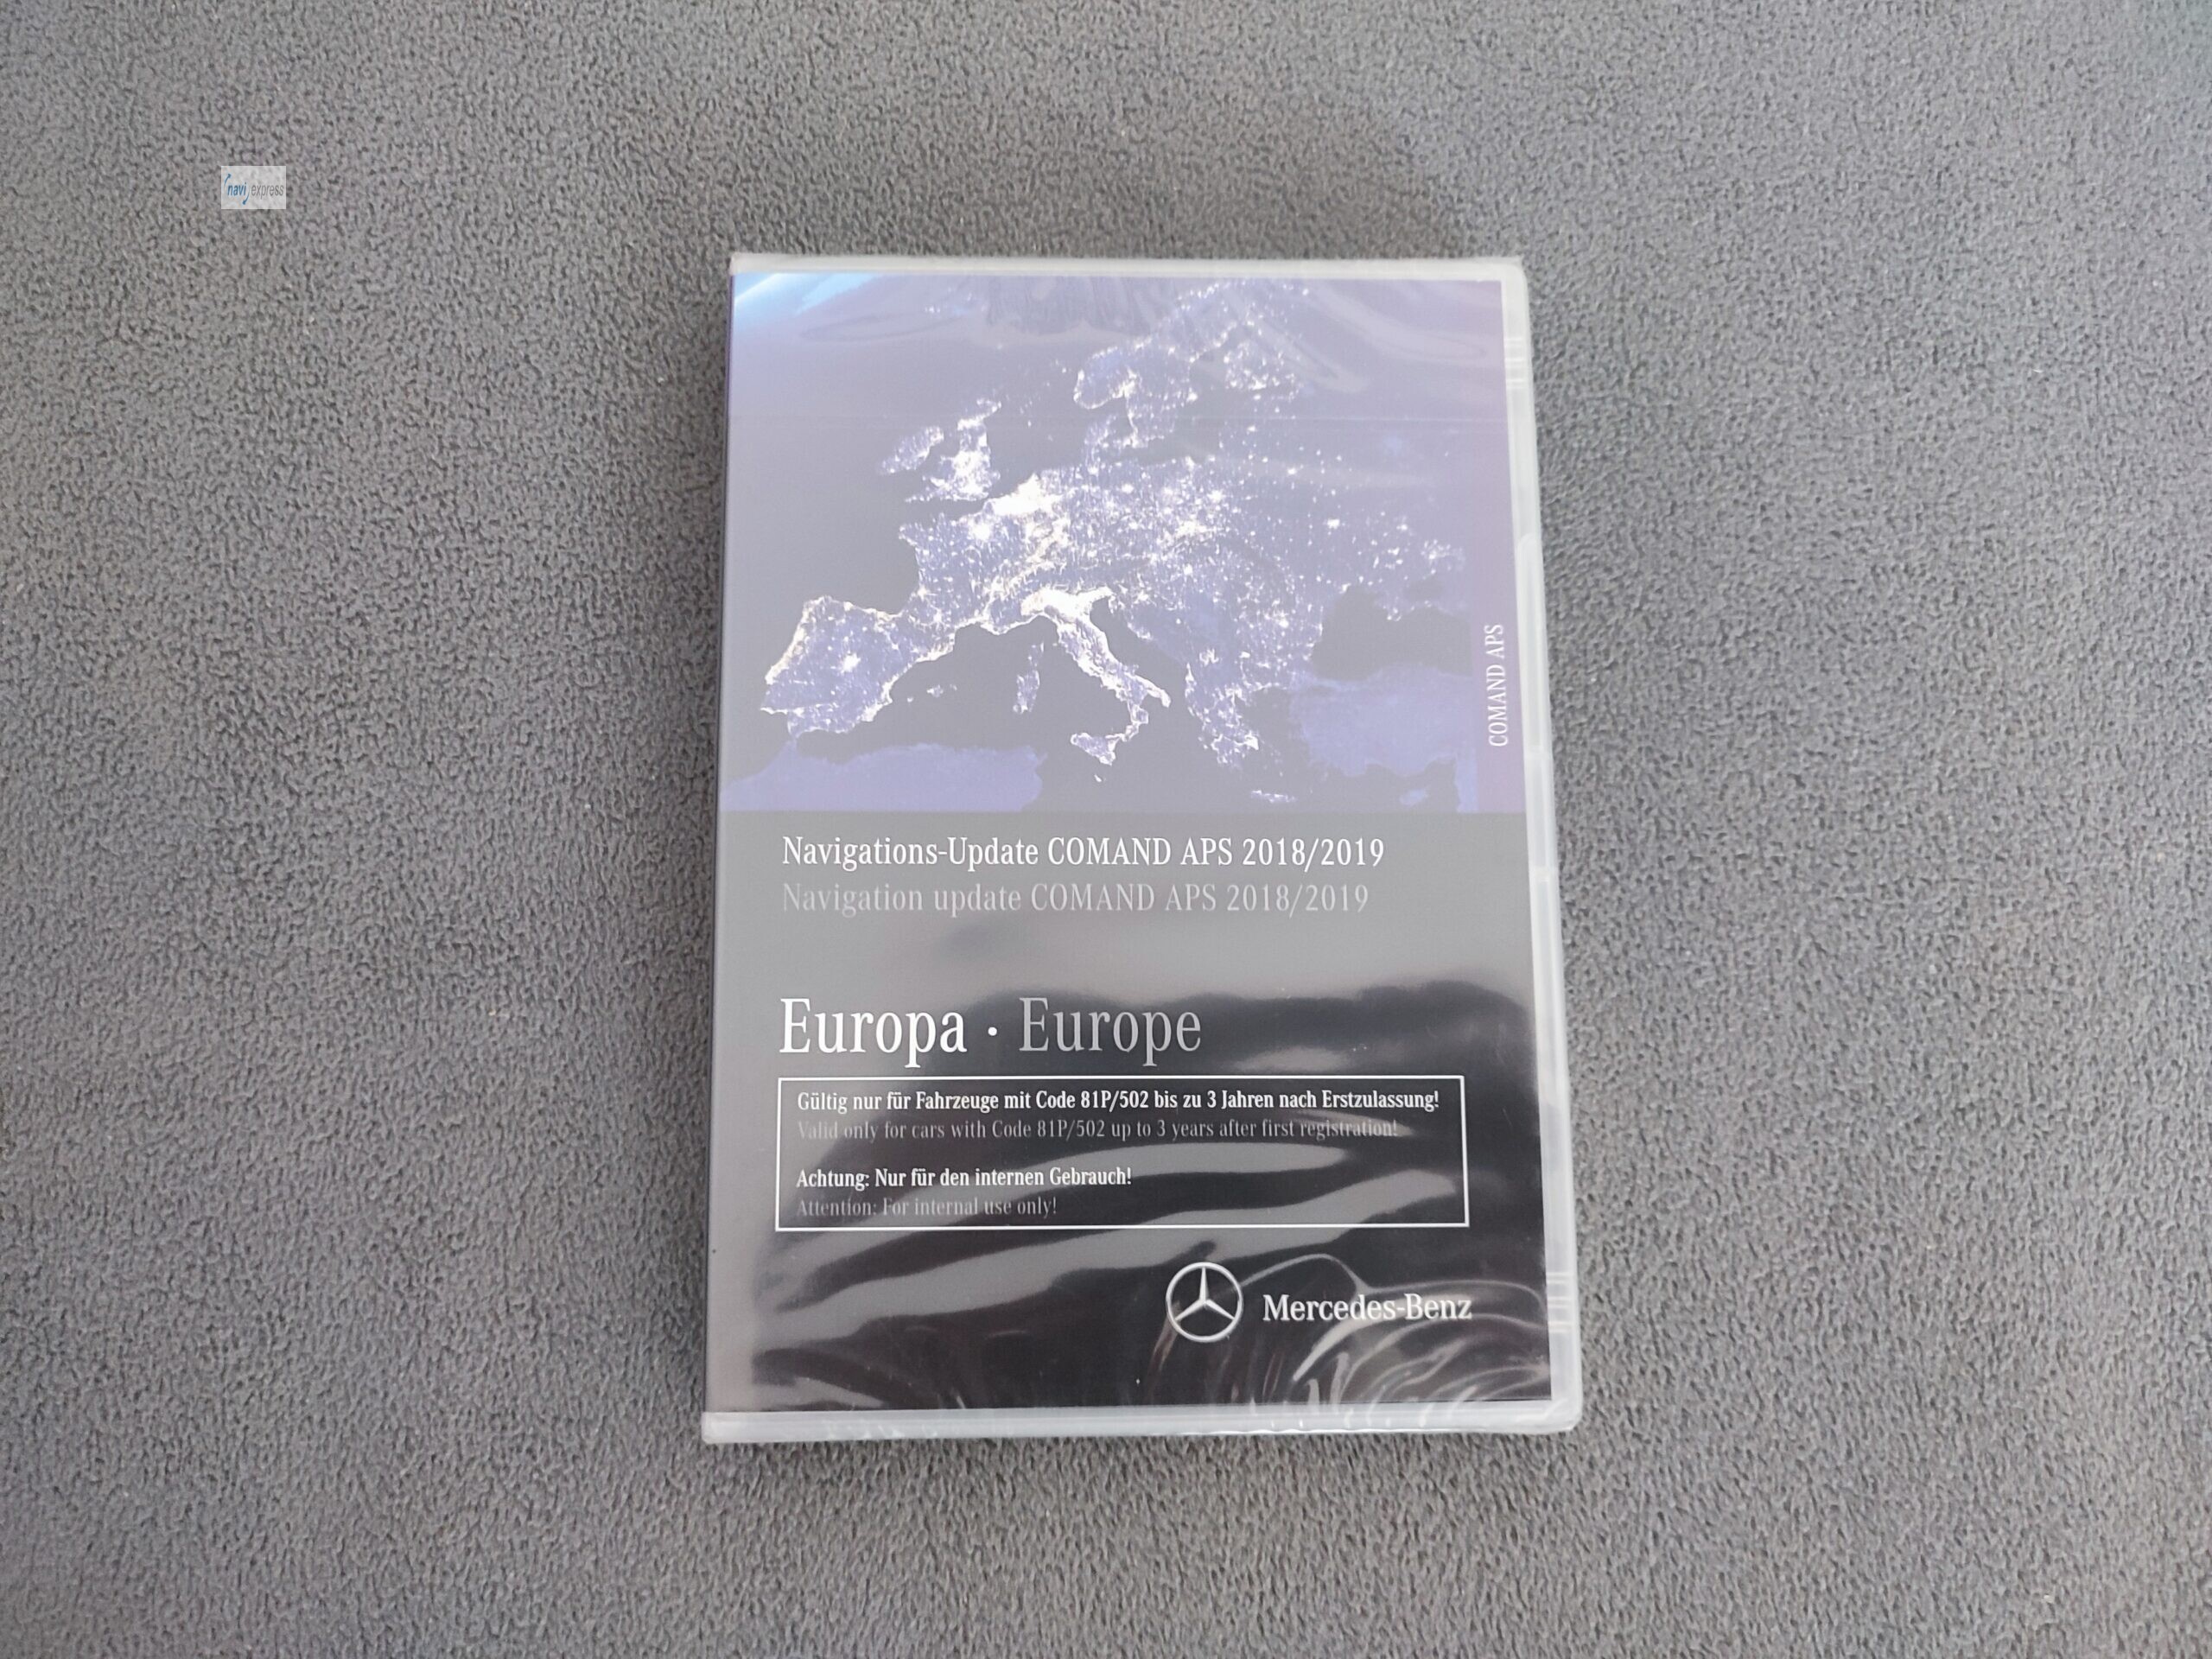 navi express
COMAND APS
Navigations-Update COMAND APS 2018/2019
Navigation update COMAND APS 2018/2019
Europa · Europe
Gültig nur für Fahrzeuge mit Code 81P/502 bis zu 3 Jahren nach Erstzulassung!
Valid only for cars with Code 81P/502 up to 3 years after first registration!
Achtung: Nur für den internen Gebrauch!
Attention: For internal use only!
Mercedes-Benz